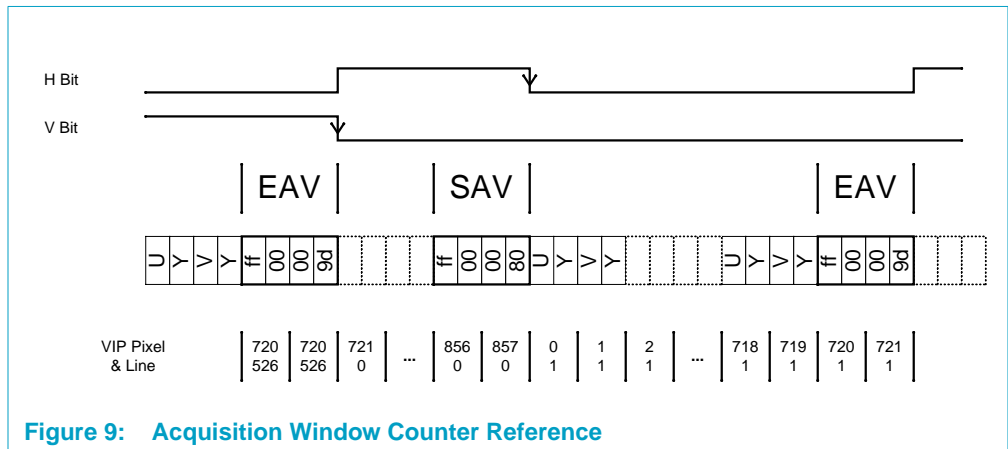 H Bit
V Bit
EAV SAV EAV
U Y V Y ff 00 00 9d ff 00 00 80 U Y V Y U Y V Y ff 00 00 9d
VIP Pixel 720 720 721 ... 856 857 0 1 2 ... 718 719 720 721
& Line 526 526 0 0 0 1 1 1 1 1 1 1
Figure 9: Acquisition Window Counter Reference